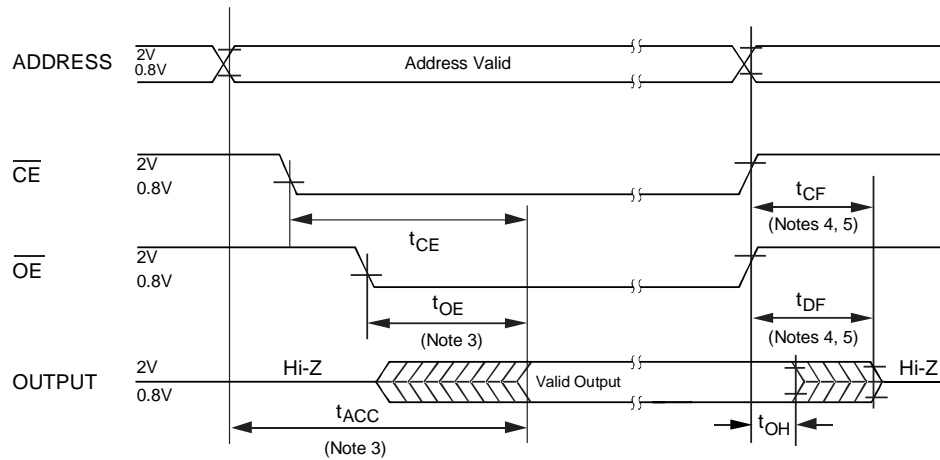 ADDRESS
2V
0.8V
Address Valid
CE
2V
0.8V
tCE
tCF
(Notes 4, 5)
OE
2V
0.8V
tOE
(Note 3)
tDF
(Notes 4, 5)
OUTPUT
2V
0.8V
Hi-Z
Valid Output
Hi-Z
tACC
(Note 3)
tOH